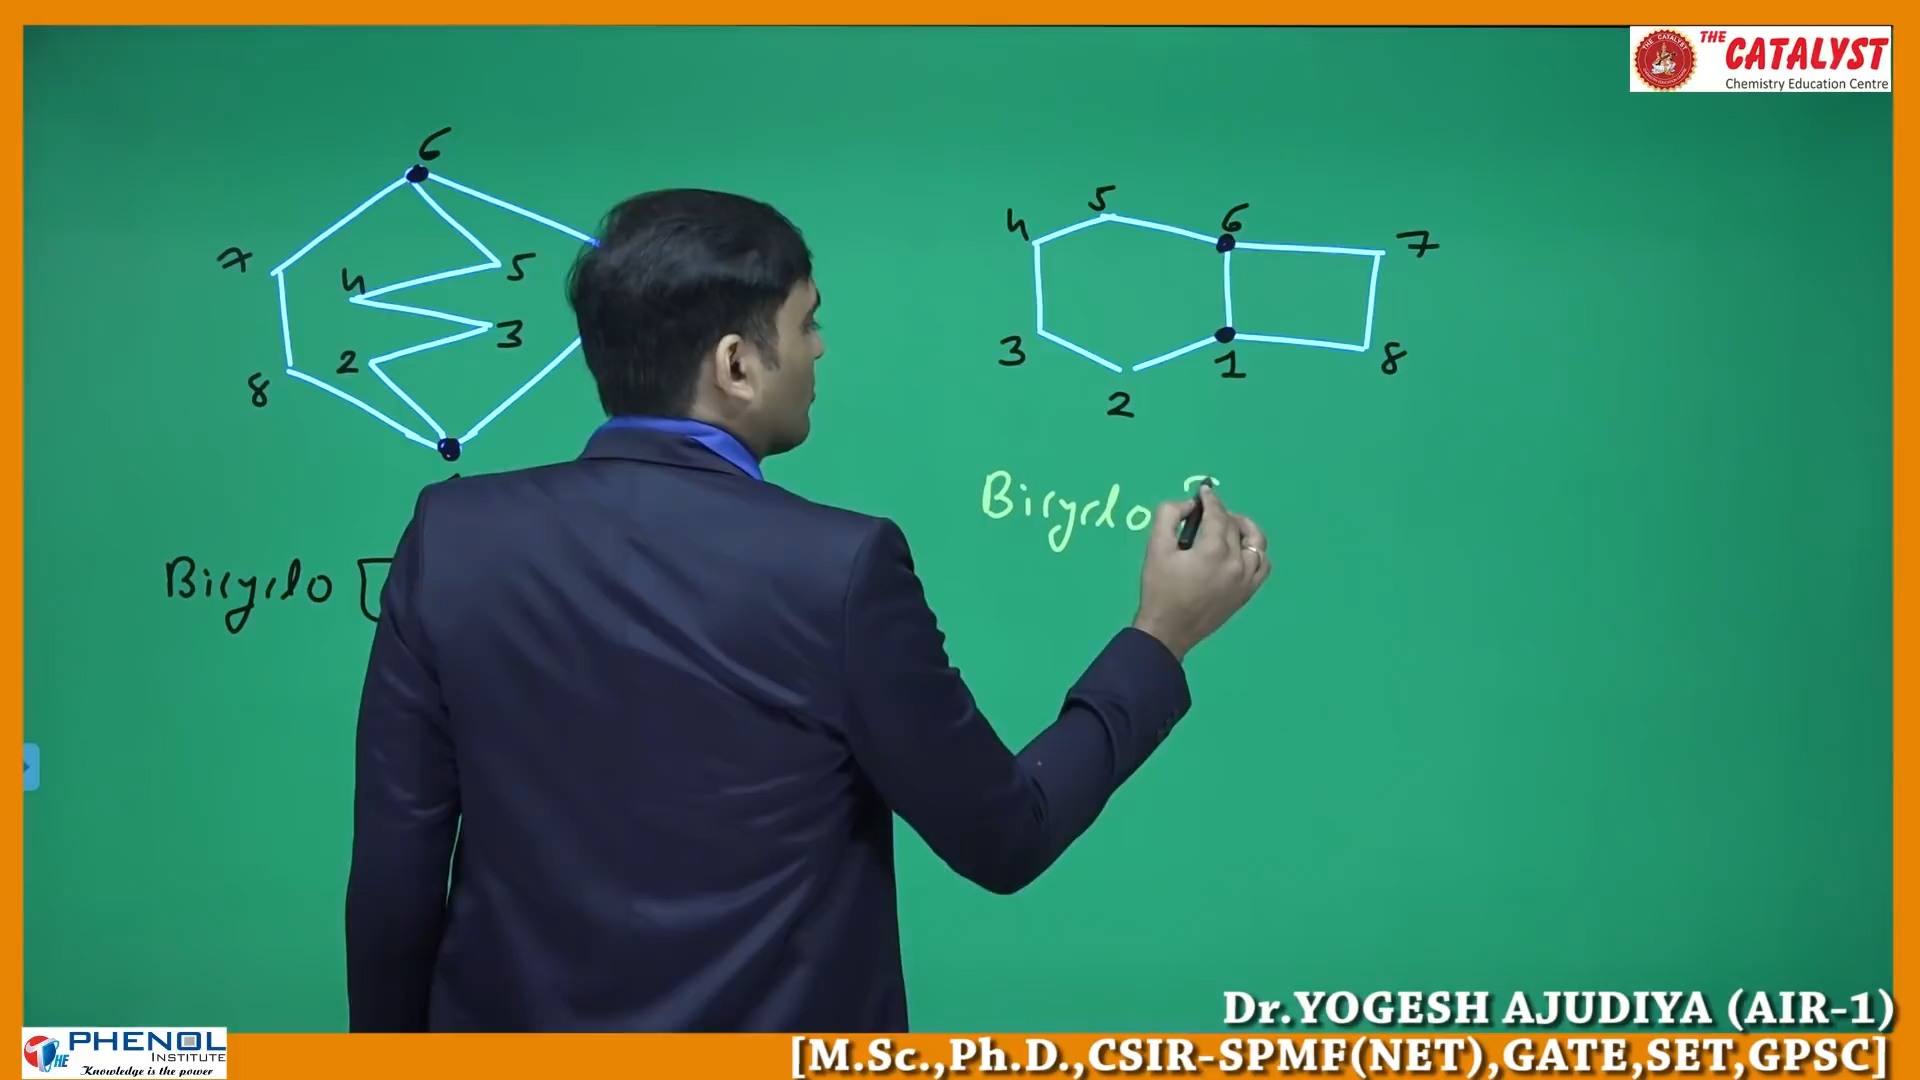 THE CATALYST
Chemistry Education Centre
6
7
5
4
3
2
8
5
4
6
7
3
1
8
2
Bicyclo
Bicyclo [
Dr.YOGESH AJUDIYA (AIR-1)
[M.Sc.,Ph.D.,CSIR-SPMF(NET),GATE,SET,GPSC]
THE PHENOL
INSTITUTE
Knowledge is the power